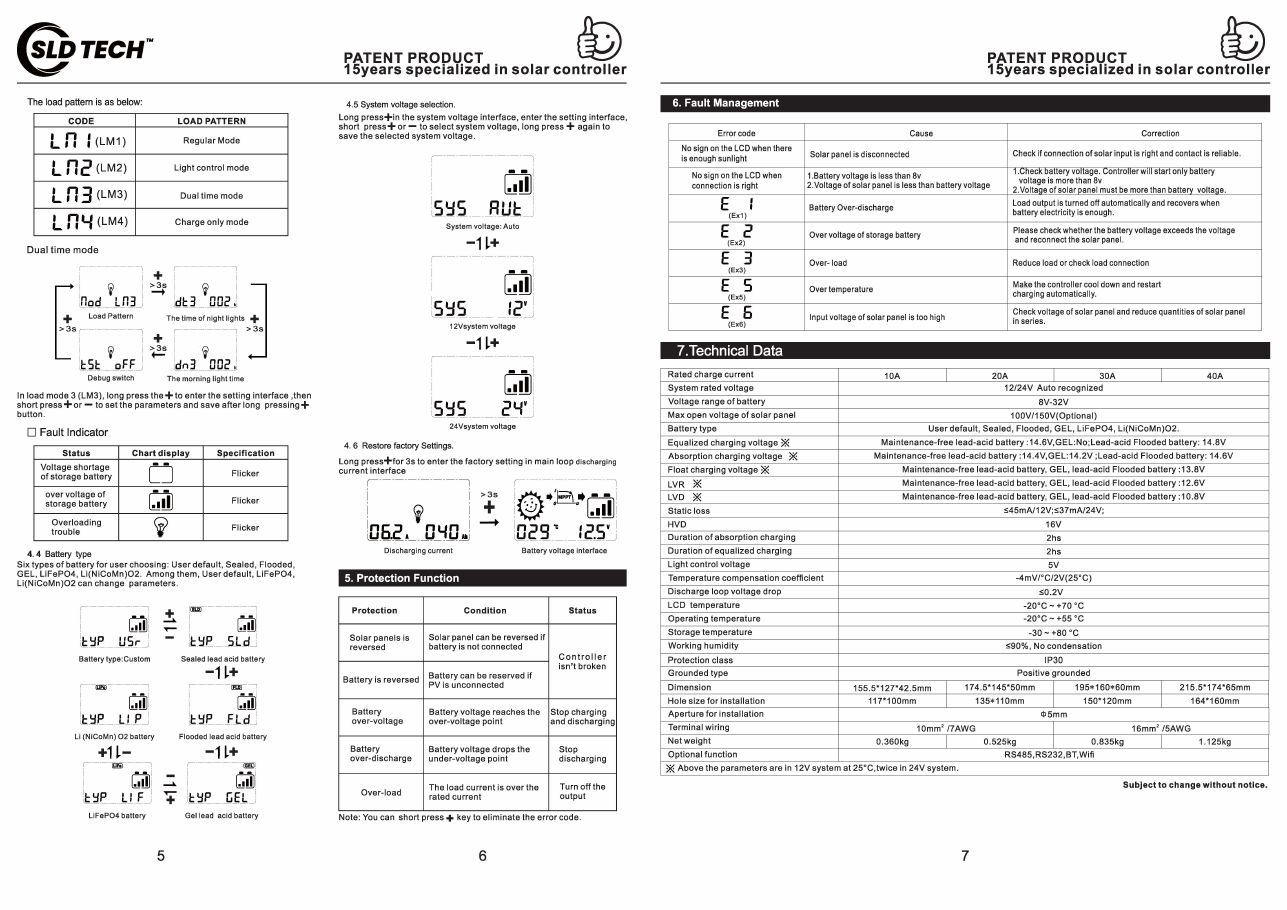 SLD TECH™
PATENT PRODUCT
15years specialized in solar controller
The load pattern is as below:
CODE LOAD PATTERN
LM1 (LM1) Regular Mode
LM2 (LM2) Light control mode
LM3 (LM3) Dual time mode
LM4 (LM4) Charge only mode
Dual time mode
+
>3s
Mod LM3 dt3 002 h
Load Pattern The time of night lights
+ +
>3s >3s
+
>3s
tSt oFF dn3 002 h
Debug switch The morning light time
In load mode 3 (LM3), long press the + to enter the setting interface ,then
short press + or − to set the parameters and save after long pressing +
button.
□ Fault Indicator
Status Chart display Specification
Voltage shortage
of storage battery Flicker
over voltage of
storage battery Flicker
Overloading
trouble Flicker
4. 4 Battery type
Six types of battery for user choosing: User default, Sealed, Flooded,
GEL, LiFePO4, Li(NiCoMn)O2. Among them, User default, LiFePO4,
Li(NiCoMn)O2 can change parameters.
SLD
tYP USr + − tYP SLd
Battery type:Custom Sealed lead acid battery
− +
LiPo FLD
tYP LI P tYP FLd
Li (NiCoMn) O2 battery Flooded lead acid battery
+ − − +
LiFe GEL
tYP LI F − + tYP GEL
LiFePO4 battery Gel lead acid battery
5
4.5 System voltage selection.
Long press + in the system voltage interface, enter the setting interface,
short press + or − to select system voltage, long press + again to
save the selected system voltage.
SYS AUt
System voltage: Auto
− +
SYS 12V
12Vsystem voltage
− +
SYS 24V
24Vsystem voltage
4. 6 Restore factory Settings.
Long press + for 3s to enter the factory setting in main loop discharging
current interface
>3s
+
MPPT
06.2 A 040 Ah 029 °C 12.5V
Discharging current Battery voltage interface
5. Protection Function
Protection Condition Status
Solar panels is
reversed Solar panel can be reversed if
battery is not connected
Controller
isn't broken
Battery is reversed Battery can be reserved if
PV is unconnected
Battery
over-voltage Battery voltage reaches the
over-voltage point Stop charging
and discharging
Battery
over-discharge Battery voltage drops the
under-voltage point Stop
discharging
Over-load The load current is over the
rated current Turn off the
output
Note: You can short press + key to eliminate the error code.
6
PATENT PRODUCT
15years specialized in solar controller
6. Fault Management
Error code Cause Correction
No sign on the LCD when there
is enough sunlight Solar panel is disconnected Check if connection of solar input is right and contact is reliable.
No sign on the LCD when
connection is right 1.Battery voltage is less than 8v
2.Voltage of solar panel is less than battery voltage 1.Check battery voltage. Controller will start only battery
voltage is more than 8v
2.Voltage of solar panel must be more than battery voltage.
E 1
(Ex1) Battery Over-discharge Load output is turned off automatically and recovers when
battery electricity is enough.
E 2
(Ex2) Over voltage of storage battery Please check whether the battery voltage exceeds the voltage
and reconnect the solar panel.
E 3
(Ex3) Over- load Reduce load or check load connection
E 5
(Ex5) Over temperature Make the controller cool down and restart
charging automatically.
E 6
(Ex6) Input voltage of solar panel is too high Check voltage of solar panel and reduce quantities of solar panel
in series.
7.Technical Data
Rated charge current 10A 20A 30A 40A
System rated voltage 12/24V Auto recognized
Voltage range of battery 8V-32V
Max open voltage of solar panel 100V/150V(Optional)
Battery type User default, Sealed, Flooded, GEL, LiFePO4, Li(NiCoMn)O2.
Equalized charging voltage ※ Maintenance-free lead-acid battery :14.6V,GEL:No;Lead-acid Flooded battery: 14.8V
Absorption charging voltage ※ Maintenance-free lead-acid battery :14.4V,GEL:14.2V ;Lead-acid Flooded battery: 14.6V
Float charging voltage ※ Maintenance-free lead-acid battery, GEL, lead-acid Flooded battery :13.8V
LVR ※ Maintenance-free lead-acid battery, GEL, lead-acid Flooded battery :12.6V
LVD ※ Maintenance-free lead-acid battery, GEL, lead-acid Flooded battery :10.8V
Static loss ≤45mA/12V;≤37mA/24V;
HVD 16V
Duration of absorption charging 2hs
Duration of equalized charging 2hs
Light control voltage 5V
Temperature compensation coefficient -4mV/°C/2V(25°C)
Discharge loop voltage drop ≤0.2V
LCD temperature -20°C ~ +70 °C
Operating temperature -20°C ~ +55 °C
Storage temperature -30 ~ +80 °C
Working humidity ≤90%, No condensation
Protection class IP30
Grounded type Positive grounded
Dimension 155.5*127*42.5mm 174.5*145*50mm 195*160*60mm 215.5*174*65mm
Hole size for installation 117*100mm 135*110mm 150*120mm 164*160mm
Aperture for installation Φ5mm
Terminal wiring 10mm² /7AWG 16mm² /5AWG
Net weight 0.360kg 0.525kg 0.835kg 1.125kg
Optional function RS485,RS232,BT,Wifi
※ Above the parameters are in 12V system at 25°C,twice in 24V system.
Subject to change without notice.
7